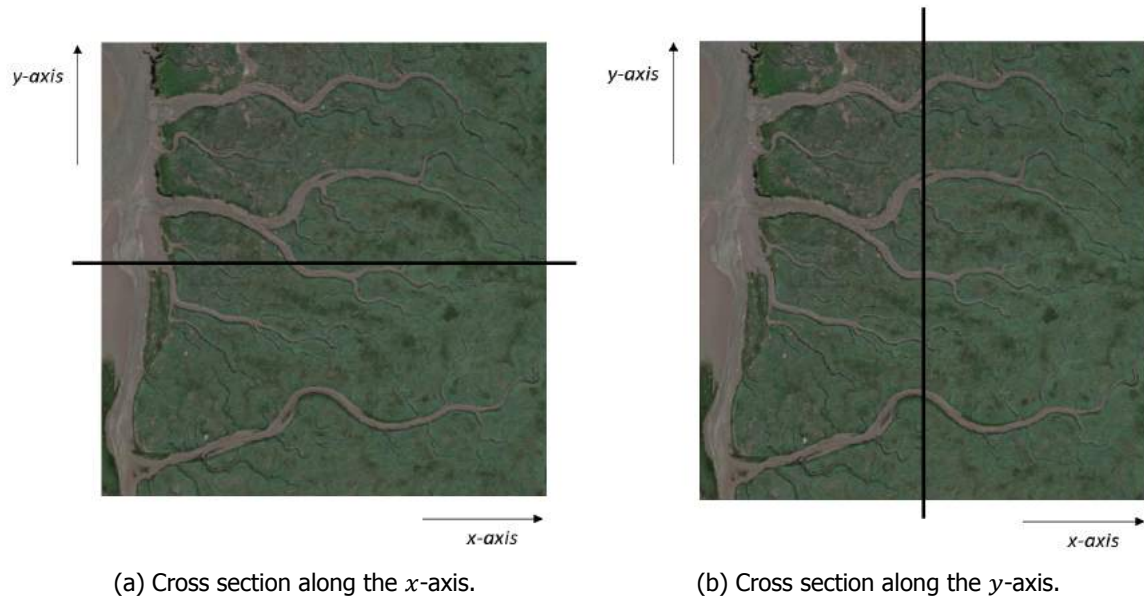 y-axis
y-axis
x-axis
x-axis
(a) Cross section along the 𝑥-axis.
(b) Cross section along the 𝑦-axis.